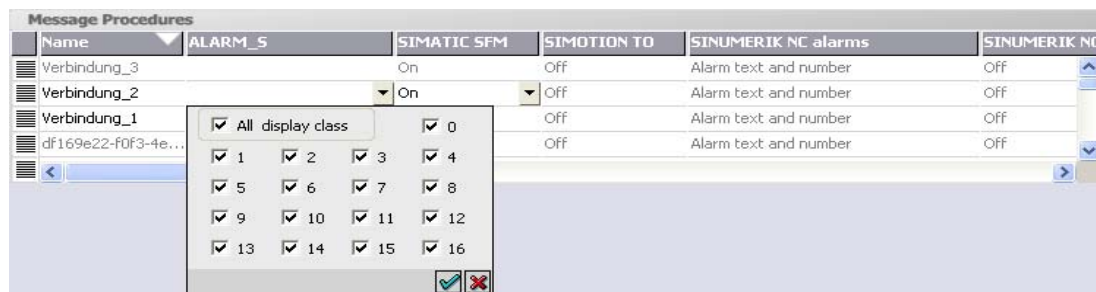 Message Procedures
Name ALARM_S SIMATIC SFM SIMOTION TO SINUMERIK NC alarms SINUMERIK NC
Verbindung_3 On Off Alarm text and number Off
Verbindung_2 On Off Alarm text and number Off
Verbindung_1 Off Alarm text and number Off
df169e22-f0f3-4e... Off Alarm text and number Off
All display class 0
1 2 3 4
5 6 7 8
9 10 11 12
13 14 15 16